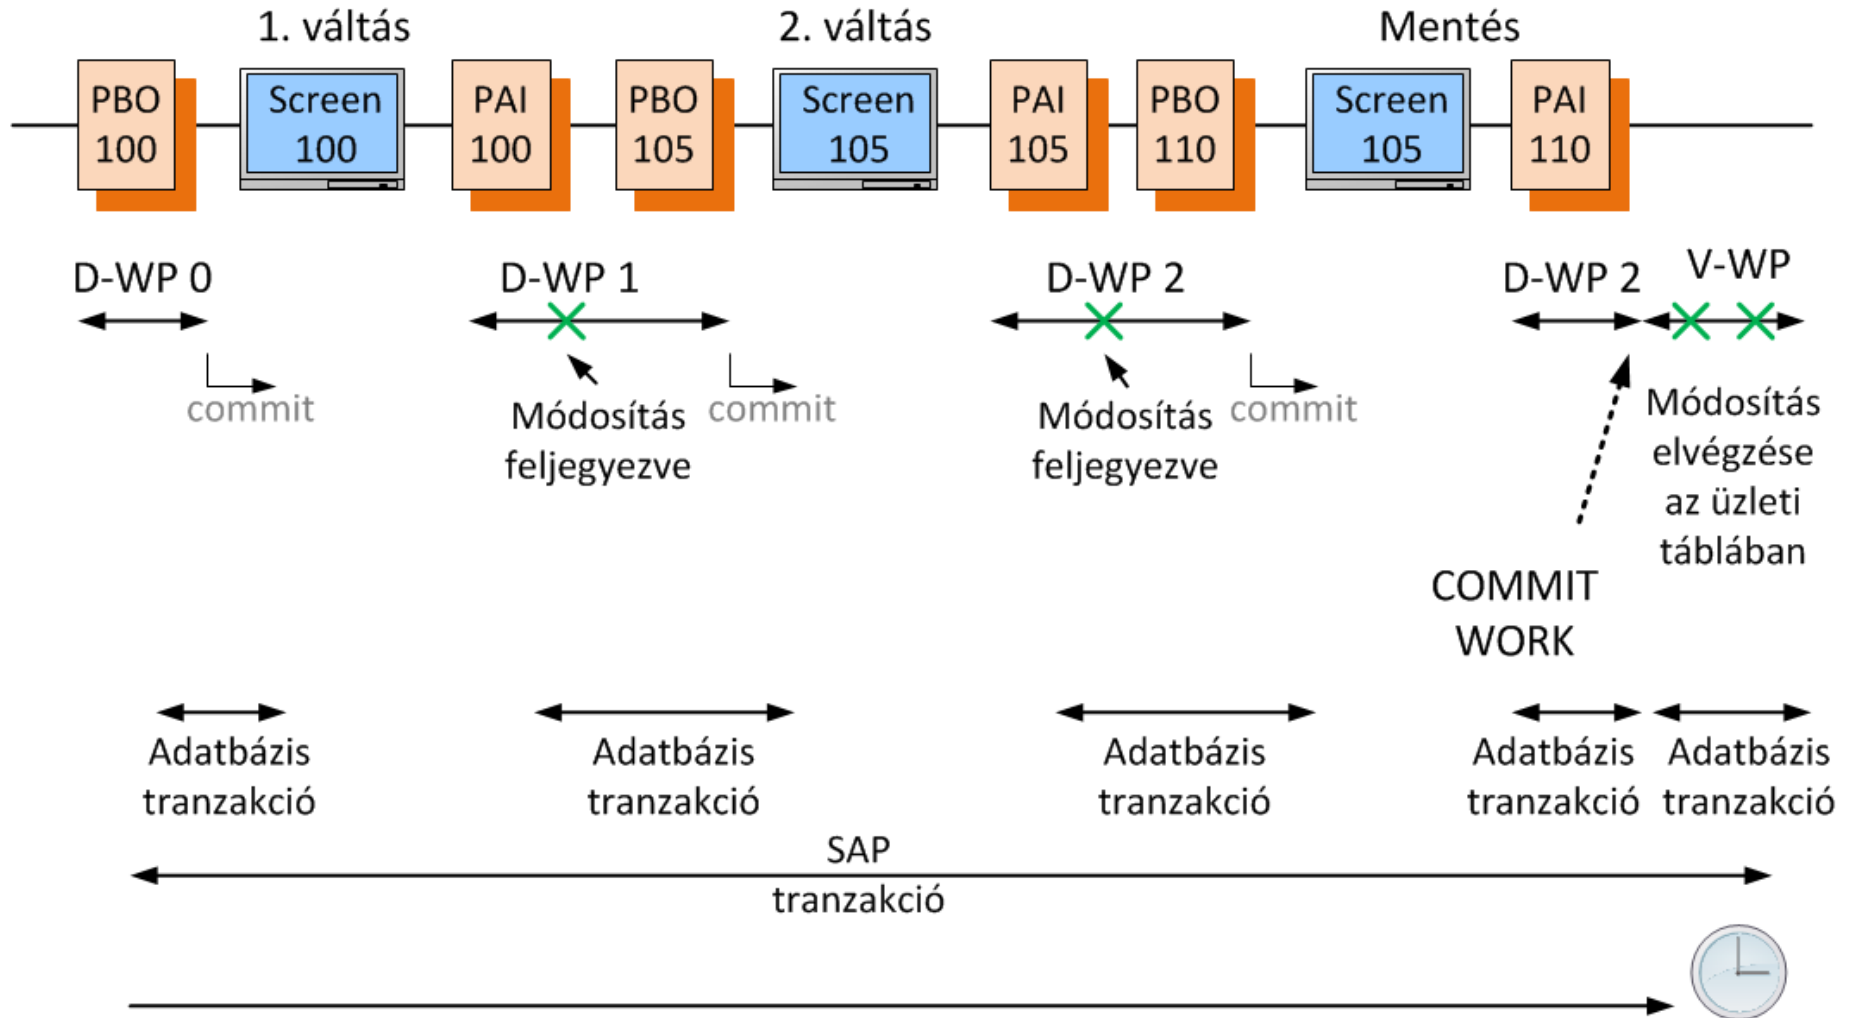 1. váltás
2. váltás
Mentés
PBO
100
Screen
100
PAI
100
PBO
105
Screen
105
PAI
105
PBO
110
Screen
105
PAI
110
D-WP 0
D-WP 1
D-WP 2
D-WP 2
V-WP
commit
Módosítás
feljegyezve
commit
Módosítás
feljegyezve
commit
Módosítás
elvégzése
az üzleti
táblában
COMMIT
WORK
Adatbázis
tranzakció
Adatbázis
tranzakció
Adatbázis
tranzakció
Adatbázis
tranzakció
Adatbázis
tranzakció
SAP
tranzakció